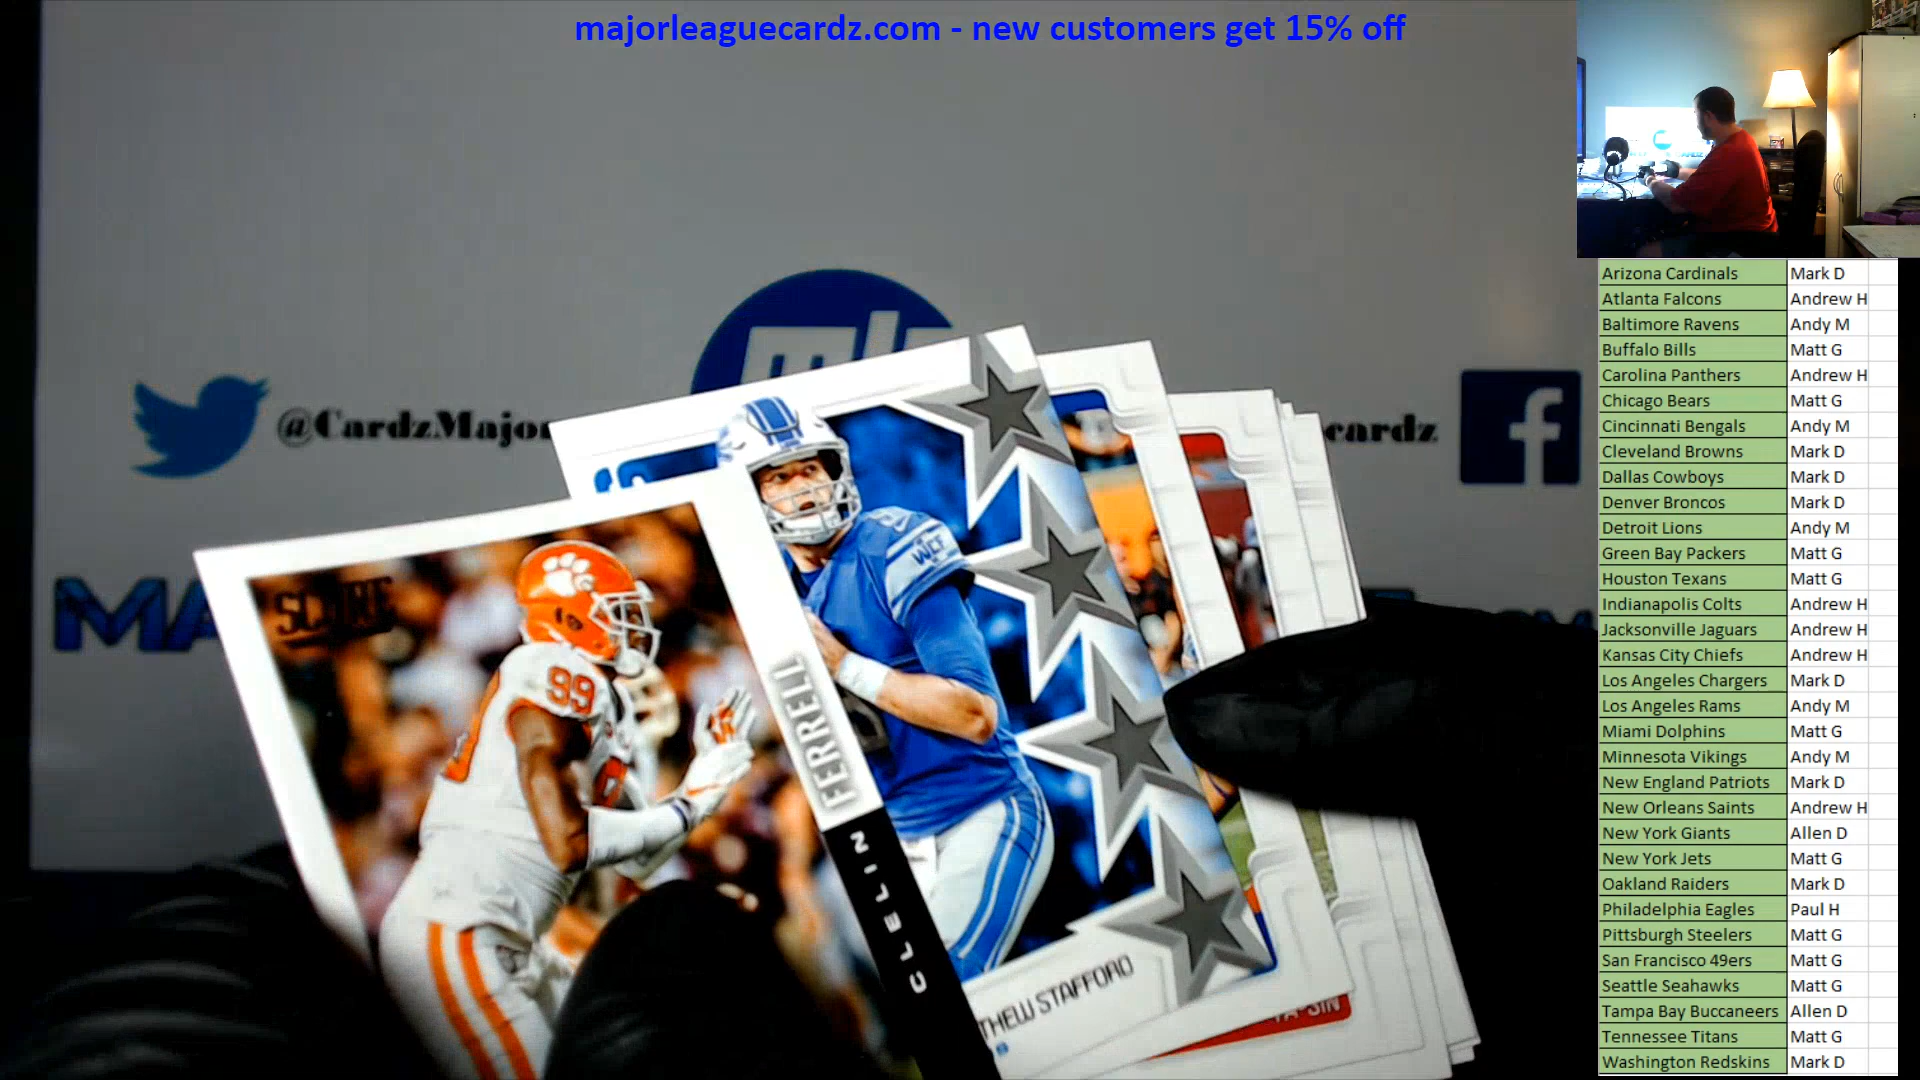 majorleaguecardz.com - new customers get 15% off
mlc
@CardzMajor
cardz
MA
SCORE
99
FERRELL
CLELIN
WCF
THEW STAFFORD
Arizona Cardinals Mark D
Atlanta Falcons Andrew H
Baltimore Ravens Andy M
Buffalo Bills Matt G
Carolina Panthers Andrew H
Chicago Bears Matt G
Cincinnati Bengals Andy M
Cleveland Browns Mark D
Dallas Cowboys Mark D
Denver Broncos Mark D
Detroit Lions Andy M
Green Bay Packers Matt G
Houston Texans Matt G
Indianapolis Colts Andrew H
Jacksonville Jaguars Andrew H
Kansas City Chiefs Andrew H
Los Angeles Chargers Mark D
Los Angeles Rams Andy M
Miami Dolphins Matt G
Minnesota Vikings Andy M
New England Patriots Mark D
New Orleans Saints Andrew H
New York Giants Allen D
New York Jets Matt G
Oakland Raiders Mark D
Philadelphia Eagles Paul H
Pittsburgh Steelers Matt G
San Francisco 49ers Matt G
Seattle Seahawks Matt G
Tampa Bay Buccaneers Allen D
Tennessee Titans Matt G
Washington Redskins Mark D